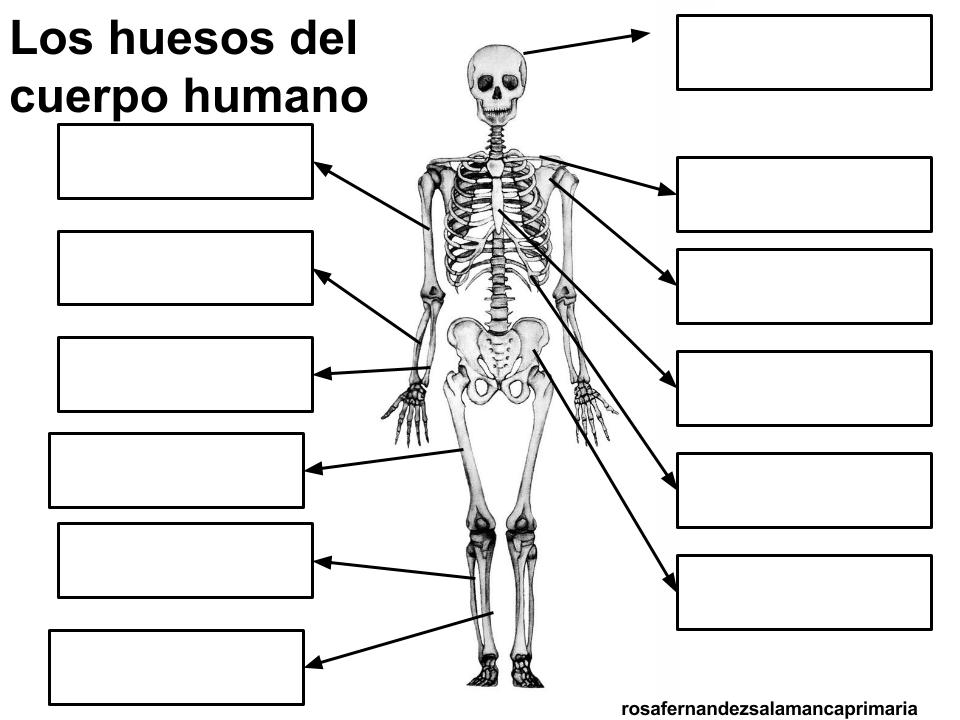 Los huesos del
cuerpo humano
rosafernandezsalamancaprimaria